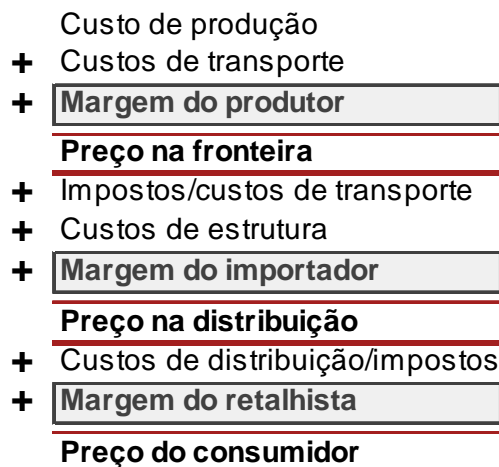 Custo de produção
+ Custos de transporte
+ Margem do produtor
Preço na fronteira
+ Impostos/custos de transporte
+ Custos de estrutura
+ Margem do importador
Preço na distribuição
+ Custos de distribuição/impostos
+ Margem do retalhista
Preço do consumidor